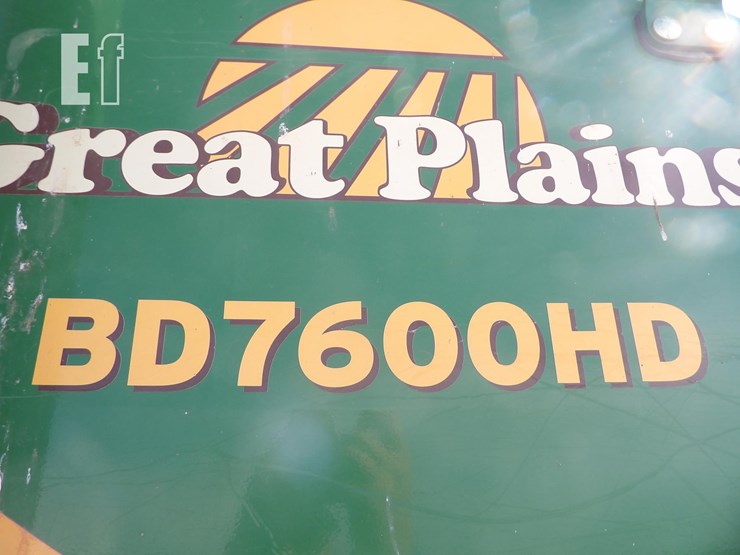 Ef
Great Plains
BD7600HD